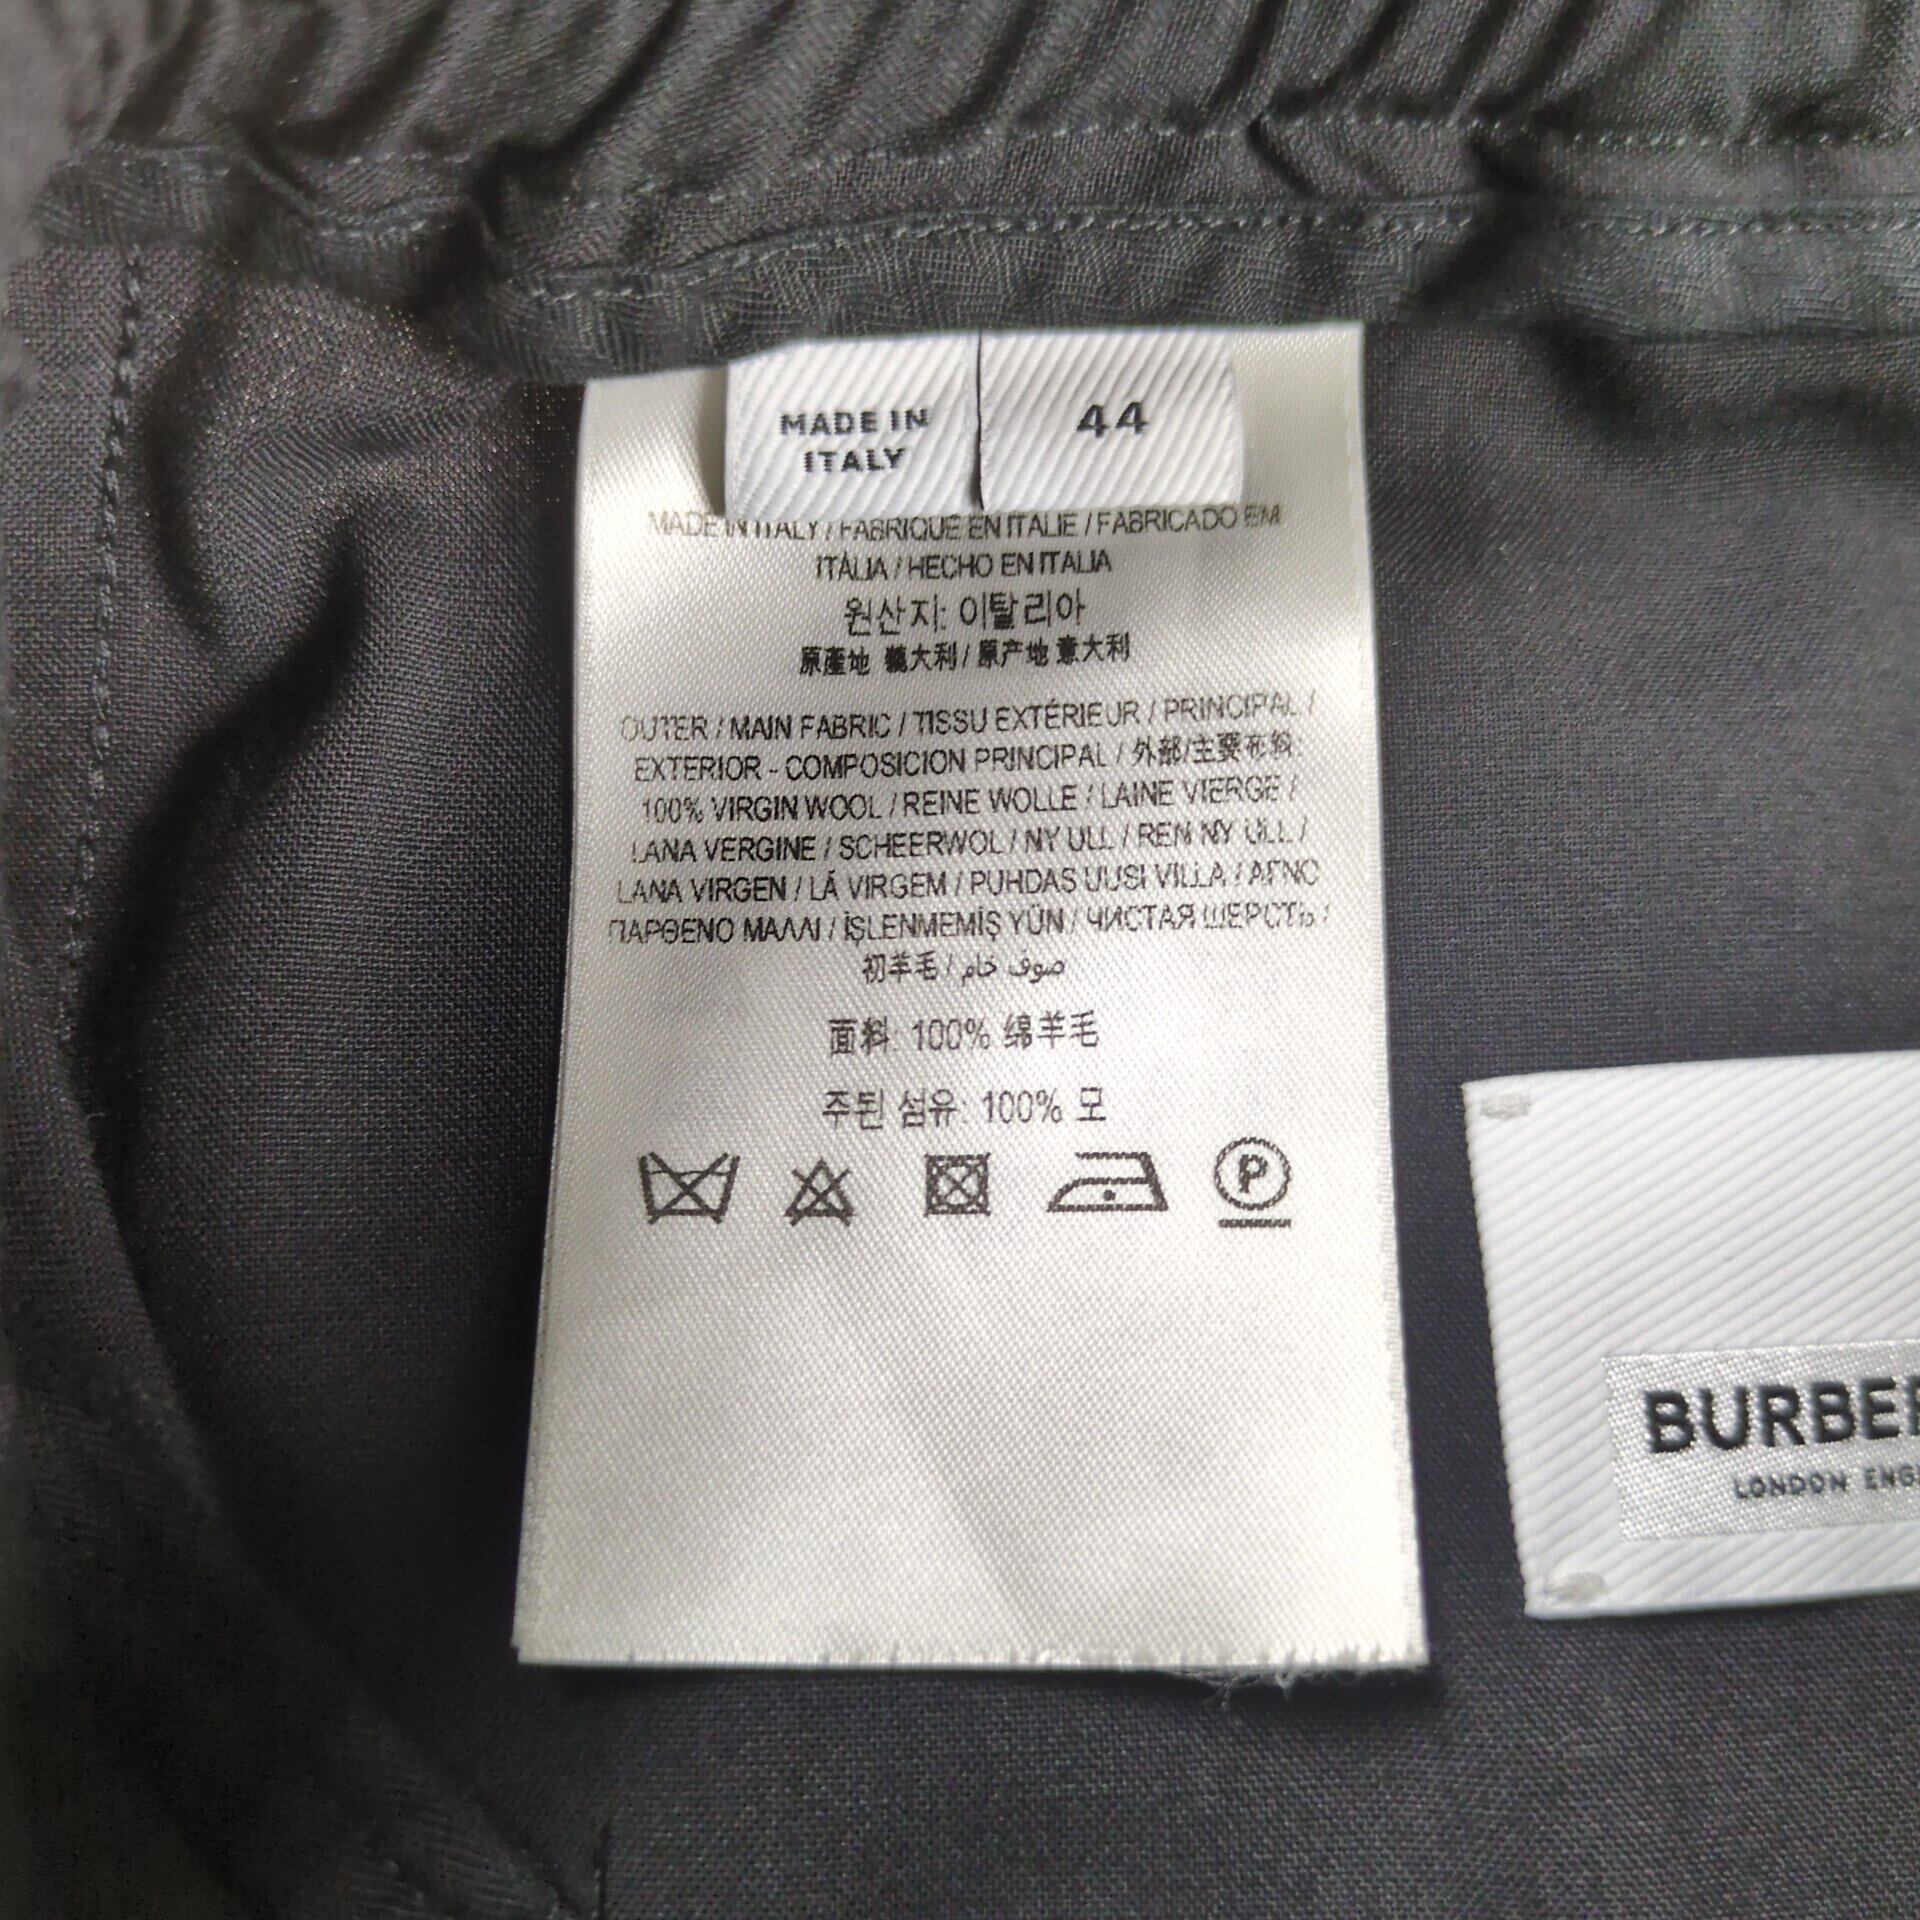 MADE IN
ITALY
44
MADE IN ITALY / FABRIQUÉ EN ITALIE / FABRICADO EM
ITÁLIA / HECHO EN ITALIA
원산지: 이탈리아
原產地 義大利 / 原产地 意大利
OUTER / MAIN FABRIC / TISSU EXTÉRIEUR / PRINCIPAL /
EXTERIOR - COMPOSICION PRINCIPAL / 外部/主要布料:
100% VIRGIN WOOL / REINE WOLLE / LAINE VIERGE /
LANA VERGINE / SCHEERWOL / NY ULL / REN NY ULL /
LANA VIRGEN / LÃ VIRGEM / PUHDAS UUSI VILLA / ΑΓΝΟ
ΠΑΡΘΕΝΟ ΜΑΛΛΙ / İŞLENMEMİŞ YÜN / ЧИСТАЯ ШЕРСТЬ /
初羊毛 / صوف خام
面料: 100% 绵羊毛
주된 섬유: 100% 모
P
BURBER
LONDON ENG